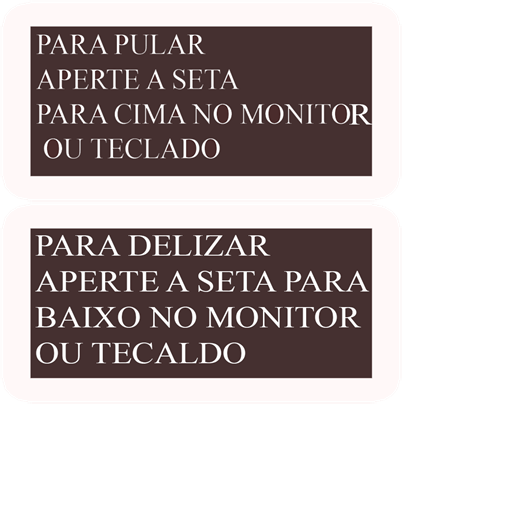 PARA PULAR
APERTE A SETA
PARA CIMA NO MONITOR
OU TECLADO
PARA DELIZAR
APERTE A SETA PARA
BAIXO NO MONITOR
OU TECALDO